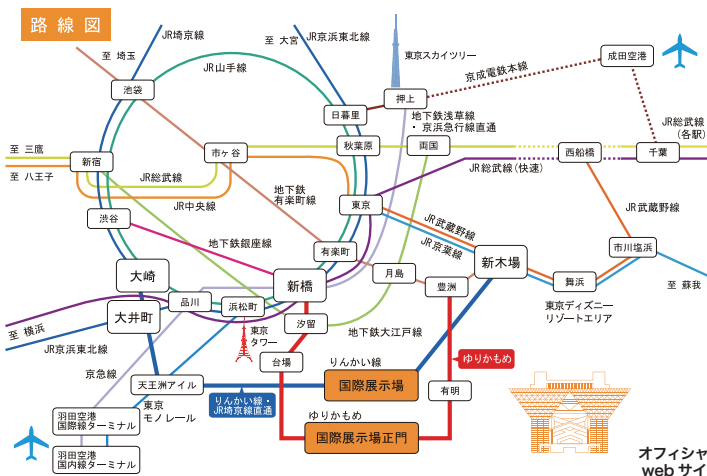 路線図
JR埼京線
至 大宮
JR京浜東北線
至 埼玉
JR山手線
東京スカイツリー
成田空港
京成電鉄本線
池袋
押上
日暮里
地下鉄浅草線
・京浜急行線直通
JR総武線
(各駅)
至 三鷹
新宿
市ヶ谷
秋葉原
両国
西船橋
千葉
至 八王子
JR総武線
JR総武線(快速)
JR中央線
地下鉄
有楽町線
東京
JR武蔵野線
JR武蔵野線
JR京葉線
渋谷
地下鉄銀座線
有楽町
新木場
市川塩浜
大崎
新橋
月島
豊洲
舞浜
至 蘇我
品川
浜松町
東京ディズニー
リゾートエリア
大井町
汐留
地下鉄大江戸線
至 横浜
東京
タワー
JR京浜東北線
台場
りんかい線
ゆりかもめ
京急線
天王洲アイル
国際展示場
有明
りんかい線・
JR埼京線直通
東京
モノレール
羽田空港
国際線ターミナル
ゆりかもめ
国際展示場正門
羽田空港
国内線ターミナル
オフィシャ
webサイ